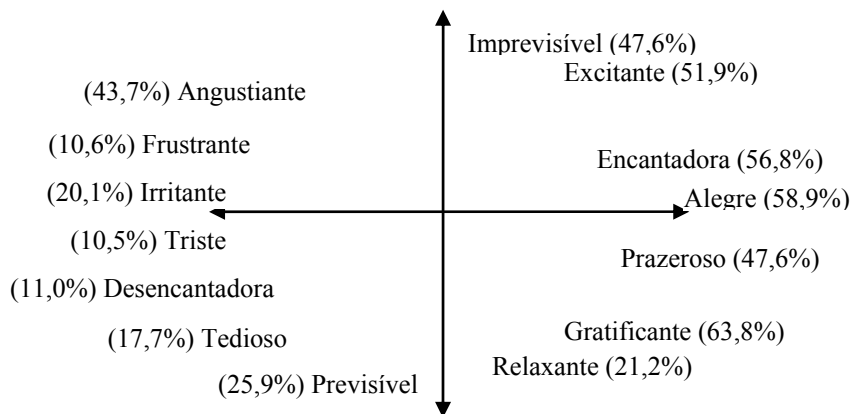 Imprevisível (47,6%)
Excitante (51,9%)
(43,7%) Angustiante
(10,6%) Frustrante
Encantadora (56,8%)
(20,1%) Irritante
Alegre (58,9%)
(10,5%) Triste
Prazeroso (47,6%)
(11,0%) Desencantadora
(17,7%) Tedioso
Gratificante (63,8%)
Relaxante (21,2%)
(25,9%) Previsível